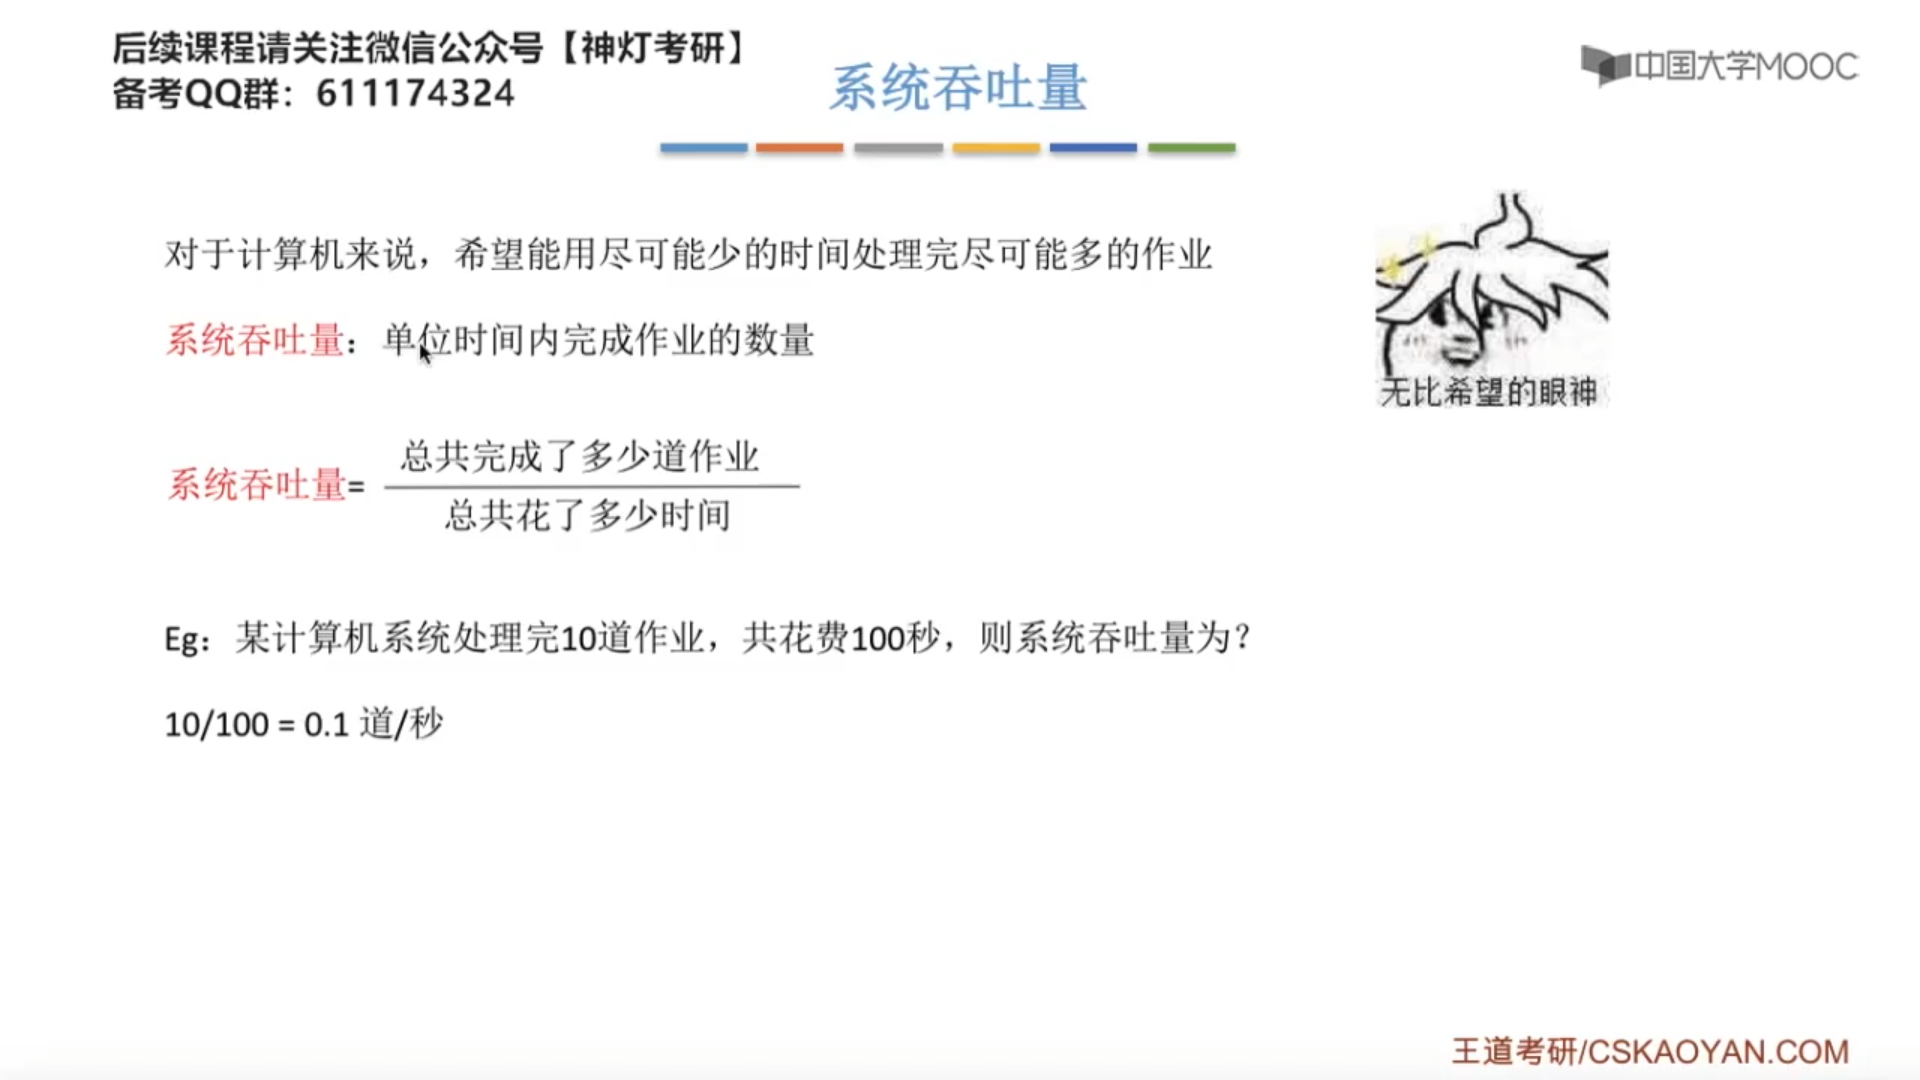 后续课程请关注微信公众号【神灯考研】
备考QQ群：611174324
中国大学MOOC
系统吞吐量
对于计算机来说，希望能用尽可能少的时间处理完尽可能多的作业
系统吞吐量：单位时间内完成作业的数量
无比希望的眼神
总共完成了多少道作业
系统吞吐量=
总共花了多少时间
Eg：某计算机系统处理完10道作业，共花费100秒，则系统吞吐量为？
10/100 = 0.1 道/秒
王道考研/CSKAOYAN.COM